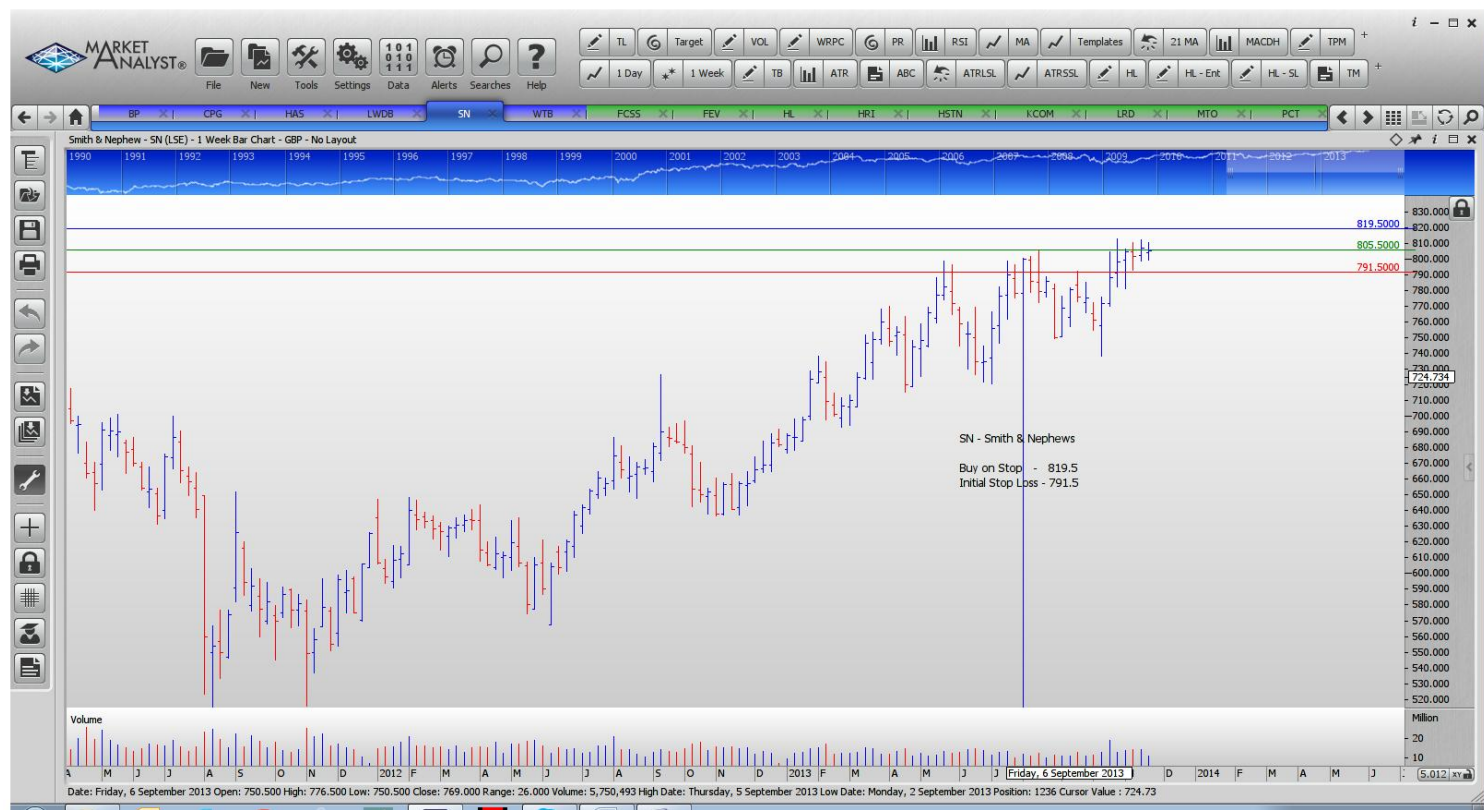 MARKET
ANALYST®
File
New
Tools
Settings
101
010
111
Data
Alerts
Searches
?
Help
TL
Target
VOL
WRPC
PR
RSI
MA
Templates
21 MA
MACDH
TPM
+
1 Day
1 Week
TB
ATR
ABC
ATRLSL
ATRSSL
HL
HL - Ent
HL - SL
TM
+
BP
CPG
HAS
LWDB
SN
WTB
FCSS
FEV
HL
HRI
HSTN
KCOM
LRD
MTO
PCT
Smith & Nephew - SN (LSE) - 1 Week Bar Chart - GBP - No Layout
1990 1991 1992 1993 1994 1995 1996 1997 1998 1999 2000 2001 2002 2003 2004 2005 2006 2007 2008 2009 2010 2011 2012 2013
819.5000
805.5000
791.5000
830.000
820.000
810.000
800.000
790.000
780.000
770.000
760.000
750.000
740.000
730.000
724.734
720.000
710.000
700.000
690.000
680.000
670.000
660.000
650.000
640.000
630.000
620.000
610.000
600.000
590.000
580.000
570.000
560.000
550.000
540.000
530.000
520.000
SN - Smith & Nephews
Buy on Stop - 819.5
Initial Stop Loss - 791.5
Volume
Million
20
10
A M J J A S O N D 2012 F M A M J J A S O N D 2013 F M A M J J Friday, 6 September 2013 D 2014 F M A M J
5.012 XY
Date: Friday, 6 September 2013 Open: 750.500 High: 776.500 Low: 750.500 Close: 769.000 Range: 26.000 Volume: 5,750,493 High Date: Thursday, 5 September 2013 Low Date: Monday, 2 September 2013 Position: 1236 Cursor Value : 724.73